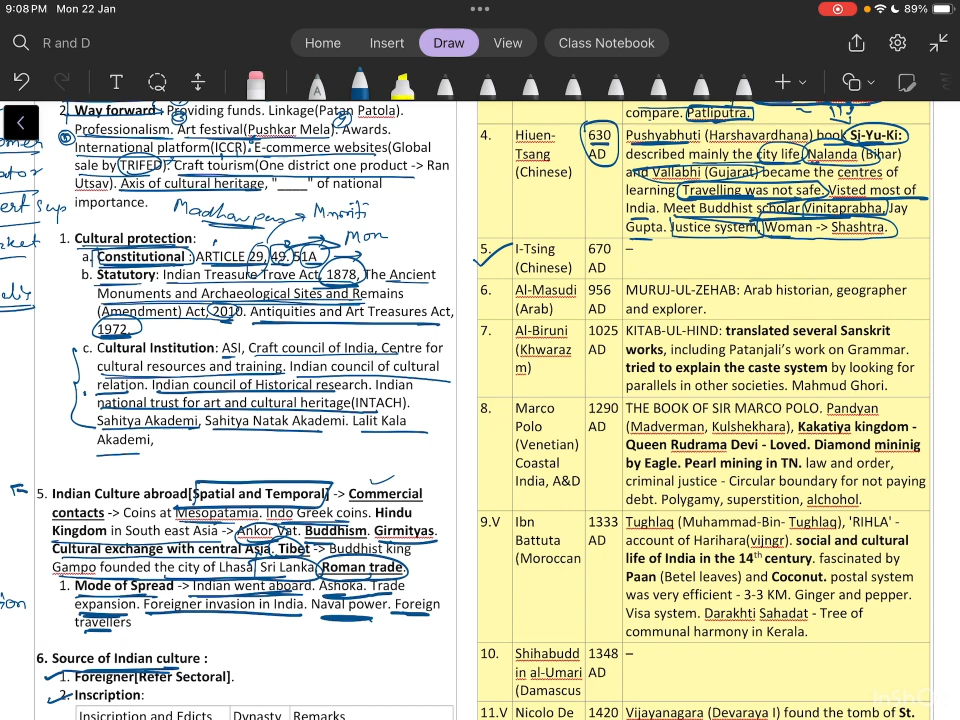 9:08 PM Mon 22 Jan
89%
R and D
Home Insert Draw View Class Notebook
2. Way forward: Providing funds. Linkage(Patan Patola).
Professionalism. Art festival(Pushkar Mela). Awards.
International platform(ICCR). E-commerce websites(Global
sale by TRIFED). Craft tourism(One district one product -> Ran
Utsav). Axis of cultural heritage, "____" of national
importance.
1. Cultural protection:
a. Constitutional : ARTICLE 29, 49. 51A
b. Statutory: Indian Treasure Trove Act, 1878, The Ancient
Monuments and Archaeological Sites and Remains
(Amendment) Act, 2010. Antiquities and Art Treasures Act,
1972.
c. Cultural Institution: ASI, Craft council of India, Centre for
cultural resources and training. Indian council of cultural
relation. Indian council of Historical research. Indian
national trust for art and cultural heritage(INTACH).
Sahitya Akademi, Sahitya Natak Akademi. Lalit Kala
Akademi,
5. Indian Culture abroad[Spatial and Temporal] -> Commercial
contacts -> Coins at Mesopatamia. Indo Greek coins. Hindu
Kingdom in South east Asia -> Ankor Vat. Buddhism. Girmityas.
Cultural exchange with central Asia. Tibet -> Buddhist king
Gampo founded the city of Lhasa, Sri Lanka, Roman trade.
1. Mode of Spread -> Indian went aboard. Ashoka. Trade
expansion. Foreigner invasion in India. Naval power. Foreign
travellers
6. Source of Indian culture :
1. Foreigner[Refer Sectoral].
2. Inscription:
Insicription and Edicts Dynasty Remarks
compare. Patliputra.
4. Hiuen-Tsang (Chinese) 630 AD Pushyabhuti (Harshavardhana) book Sj-Yu-Ki:
described mainly the city life, Nalanda (Bihar)
and Vallabhi (Gujarat) became the centres of
learning. Travelling was not safe. Visted most of
India. Meet Buddhist scholar Vinitaprabha, Jay
Gupta. Justice system, Woman -> Shashtra.
5. I-Tsing (Chinese) 670 AD –
6. Al-Masudi (Arab) 956 AD MURUJ-UL-ZEHAB: Arab historian, geographer
and explorer.
7. Al-Biruni (Khwarazm) 1025 AD KITAB-UL-HIND: translated several Sanskrit
works, including Patanjali's work on Grammar.
tried to explain the caste system by looking for
parallels in other societies. Mahmud Ghori.
8. Marco Polo (Venetian) Coastal India, A&D 1290 AD THE BOOK OF SIR MARCO POLO. Pandyan
(Madverman, Kulshekhara), Kakatiya kingdom -
Queen Rudrama Devi - Loved. Diamond mininig
by Eagle. Pearl mining in TN. law and order,
criminal justice - Circular boundary for not paying
debt. Polygamy, superstition, alchohol.
9.V Ibn Battuta (Moroccan 1333 AD Tughlaq (Muhammad-Bin- Tughlaq), 'RIHLA' -
account of Harihara(vijngr). social and cultural
life of India in the 14th century. fascinated by
Paan (Betel leaves) and Coconut. postal system
was very efficient - 3-3 KM. Ginger and pepper.
Visa system. Darakhti Sahadat - Tree of
communal harmony in Kerala.
10. Shihabuddin al-Umari (Damascus 1348 AD –
11.V Nicolo De 1420 Vijayanagara (Devaraya I) found the tomb of St.